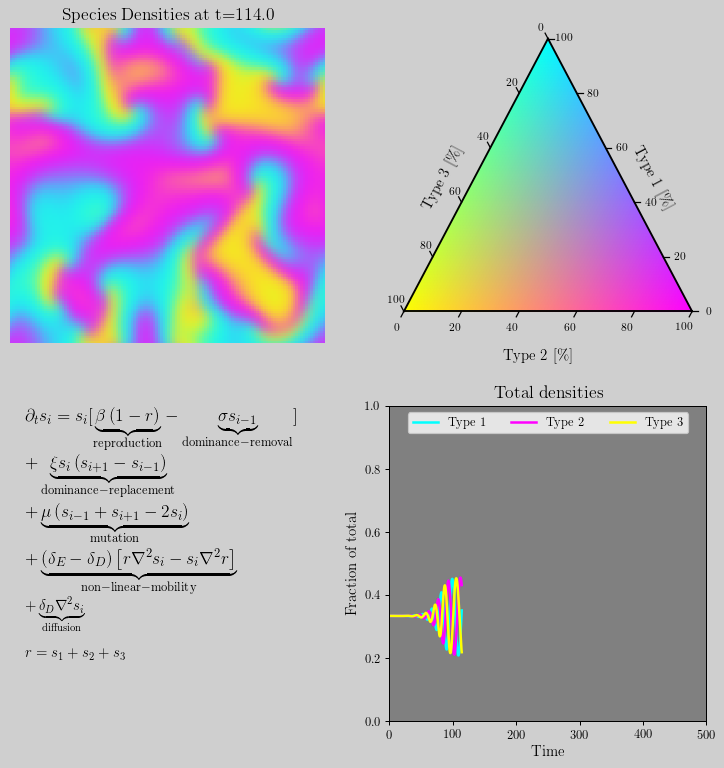 Species Densities at t=114.0
0
100
20
80
40
60
Type 3 [%]
Type 1 [%]
60
40
80
20
100
0
0 20 40 60 80 100
Type 2 [%]
∂ₜsᵢ = sᵢ[β(1 − r) − σsᵢ₋₁ ]
reproduction dominance−removal
+ ξsᵢ(sᵢ₊₁ − sᵢ₋₁)
dominance−replacement
+ μ(sᵢ₋₁ + sᵢ₊₁ − 2sᵢ)
mutation
+ (δ_E − δ_D)[r∇²sᵢ − sᵢ∇²r]
non−linear−mobility
+ δ_D∇²sᵢ
diffusion
r = s₁ + s₂ + s₃
Total densities
Type 1 Type 2 Type 3
1.0
0.8
0.6
0.4
0.2
0.0
Fraction of total
0 100 200 300 400 500
Time